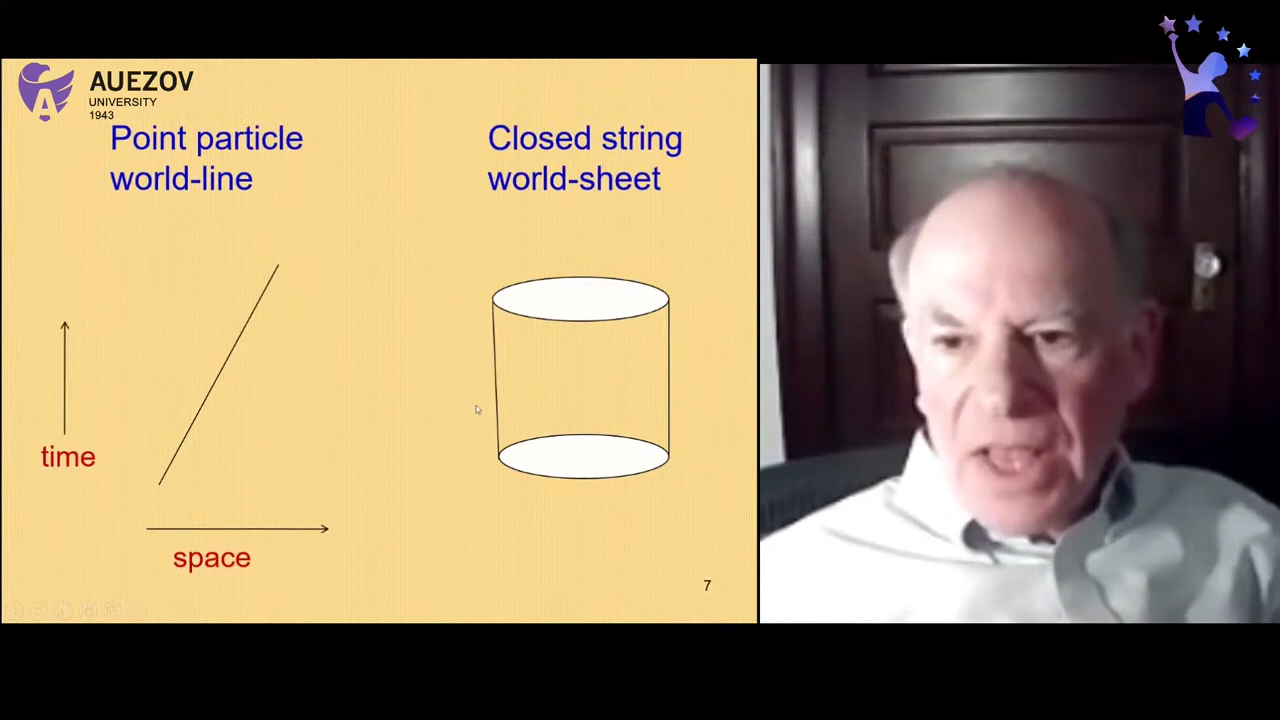 AUEZOV
UNIVERSITY
1943
Point particle
world-line
Closed string
world-sheet
time
space
7